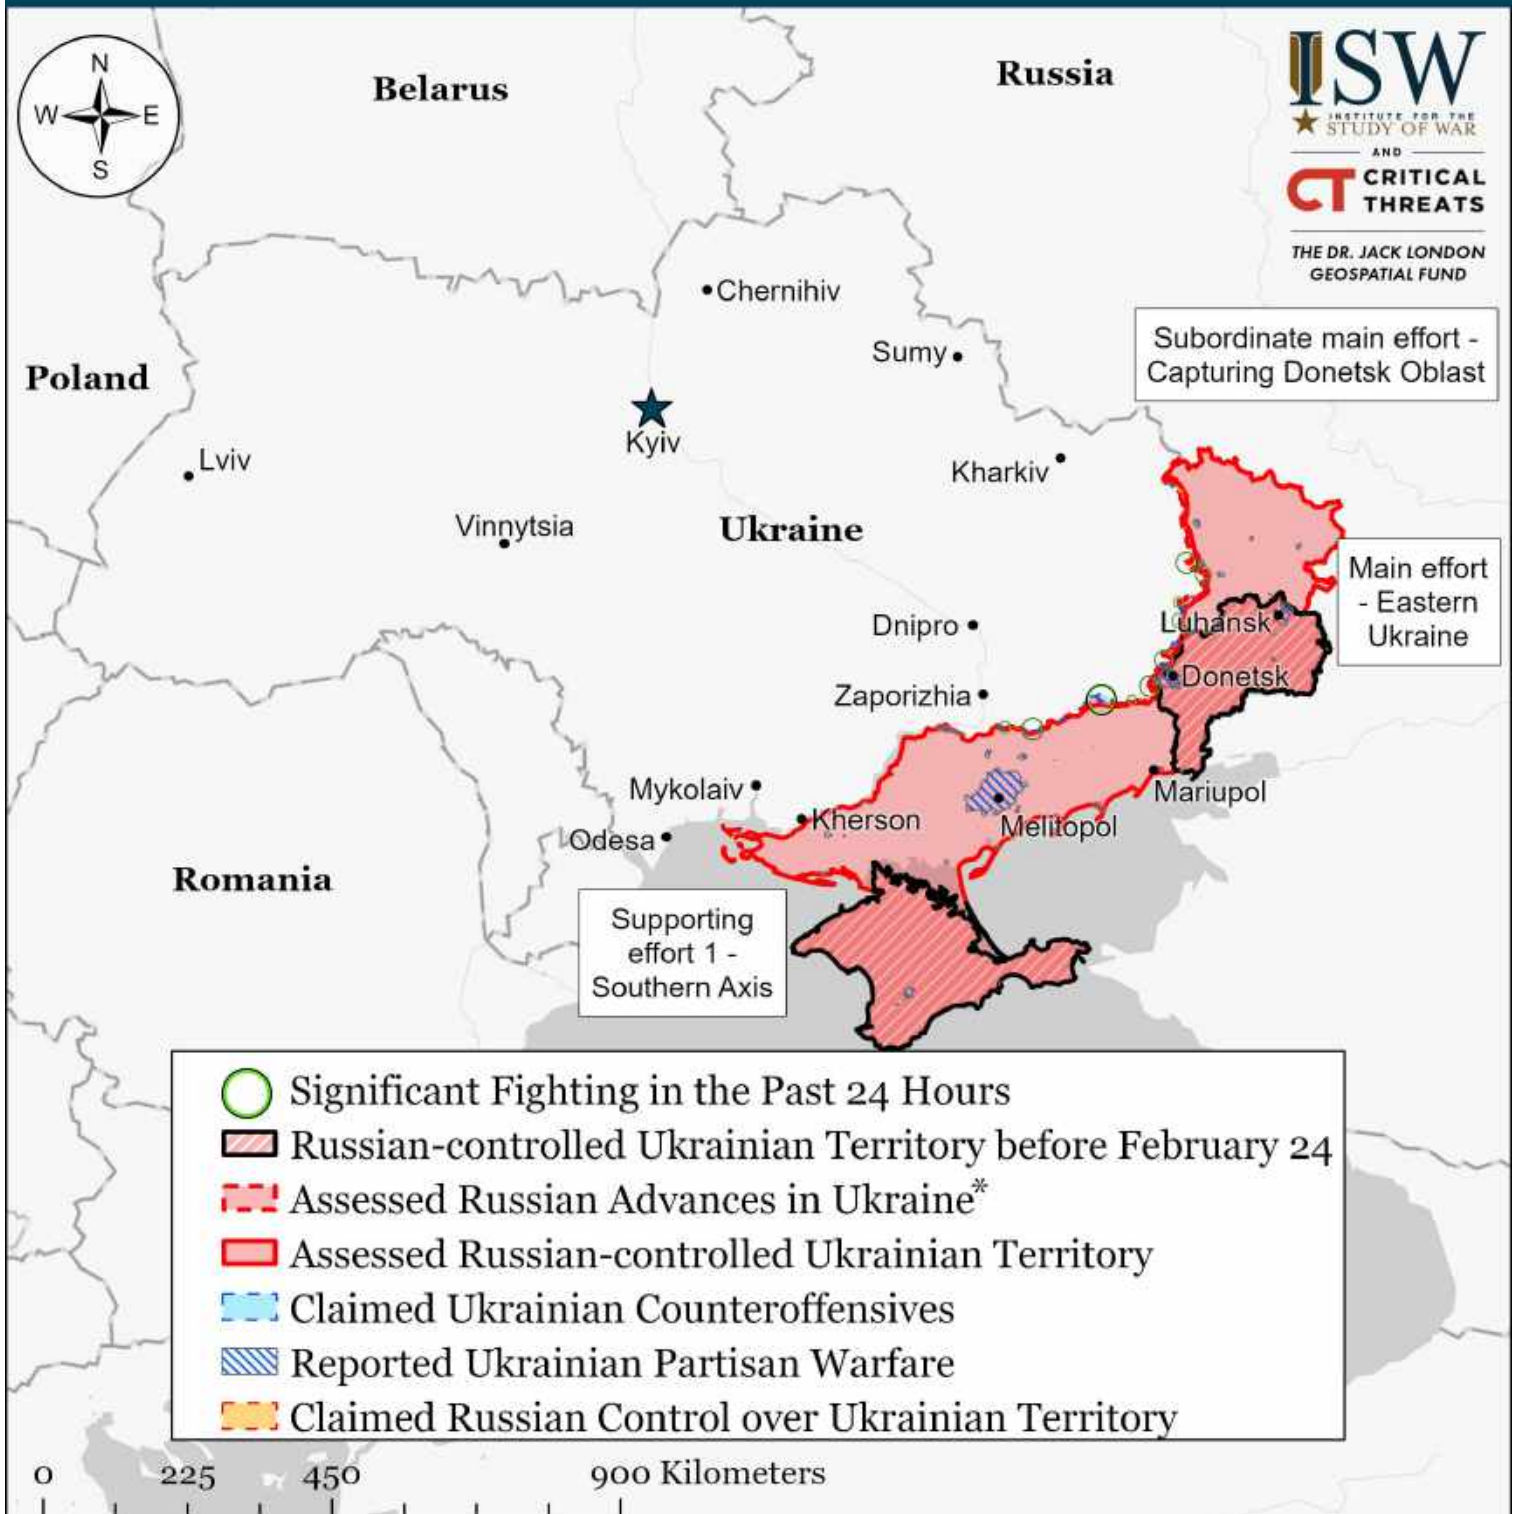 N
W
E
S
Belarus
Russia
ISW
INSTITUTE FOR THE
STUDY OF WAR
AND
CT CRITICAL
THREATS
THE DR. JACK LONDON
GEOSPATIAL FUND
Chernihiv
Subordinate main effort -
Capturing Donetsk Oblast
Sumy
Poland
Kyiv
Lviv
Kharkiv
Vinnytsia
Ukraine
Main effort
- Eastern
Ukraine
Dnipro
Luhansk
Donetsk
Zaporizhia
Mykolaiv
Mariupol
Kherson
Melitopol
Odesa
Romania
Supporting
effort 1 -
Southern Axis
Significant Fighting in the Past 24 Hours
Russian-controlled Ukrainian Territory before February 24
Assessed Russian Advances in Ukraine*
Assessed Russian-controlled Ukrainian Territory
Claimed Ukrainian Counteroffensives
Reported Ukrainian Partisan Warfare
Claimed Russian Control over Ukrainian Territory
0 225 450 900 Kilometers